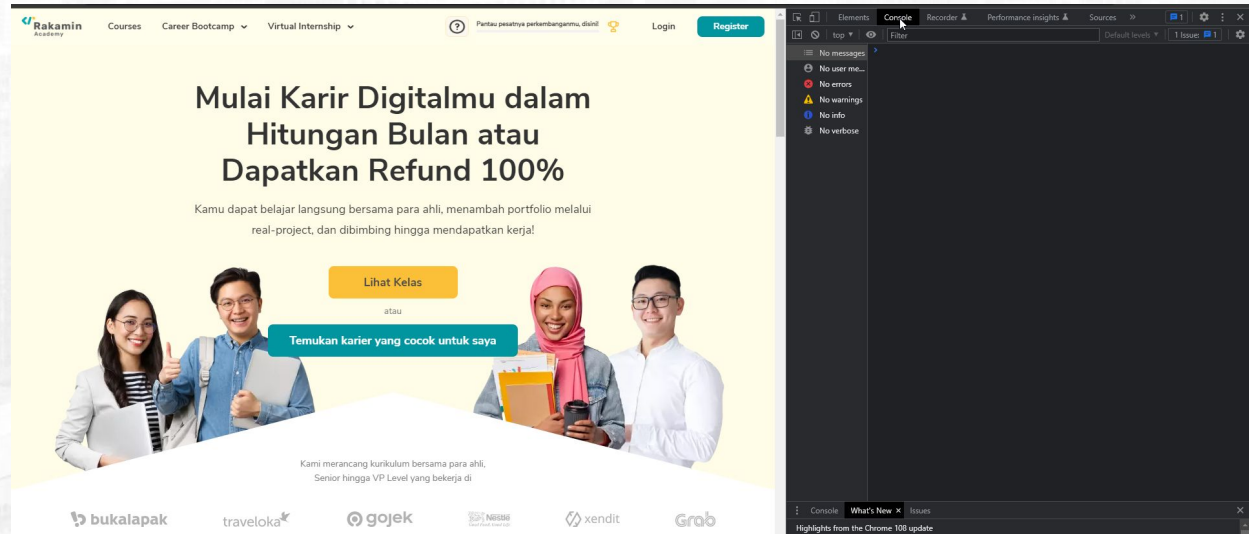 Rakamin
Academy
Courses
Career Bootcamp
Virtual Internship
Pantau pesatnya perkembanganmu, disini!
Login
Register
Mulai Karir Digitalmu dalam
Hitungan Bulan atau
Dapatkan Refund 100%
Kamu dapat belajar langsung bersama para ahli, menambah portfolio melalui
real-project, dan dibimbing hingga mendapatkan kerja!
Lihat Kelas
atau
Temukan karier yang cocok untuk saya
Kami merancang kurikulum bersama para ahli,
Senior hingga VP Level yang bekerja di
bukalapak
traveloka
gojek
Nestlé
xendit
Grab
Elements
Console
Recorder
Performance insights
Sources
1
top
Filter
Default levels
1 Issue: 1
No messages
No user me...
No errors
No warnings
No info
No verbose
Console
What's New
Issues
Highlights from the Chrome 108 update